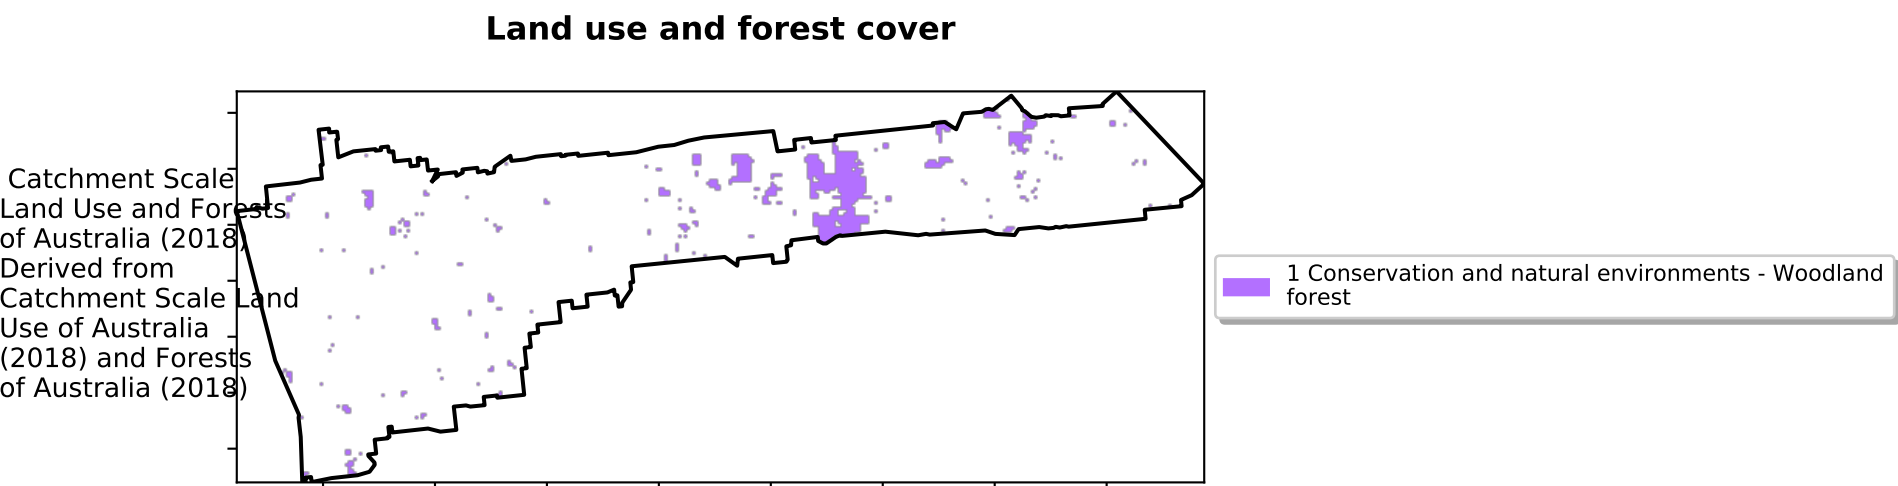 Land use and forest cover
Catchment Scale
Land Use and Forests
of Australia (2018)
Derived from
Catchment Scale Land
Use of Australia
(2018) and Forests
of Australia (2018)
1 Conservation and natural environments - Woodland
forest